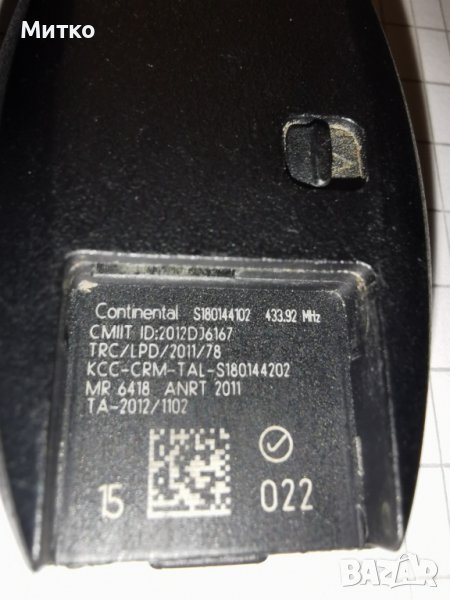 Митко
Continental S180144102 433.92 MHz
CMIIT ID:2012DJ6167
TRC/LPD/2011/78
KCC-CRM-TAL-S180144202
MR 6418 ANRT 2011
TA-2012/1102
15 022
BAZAR